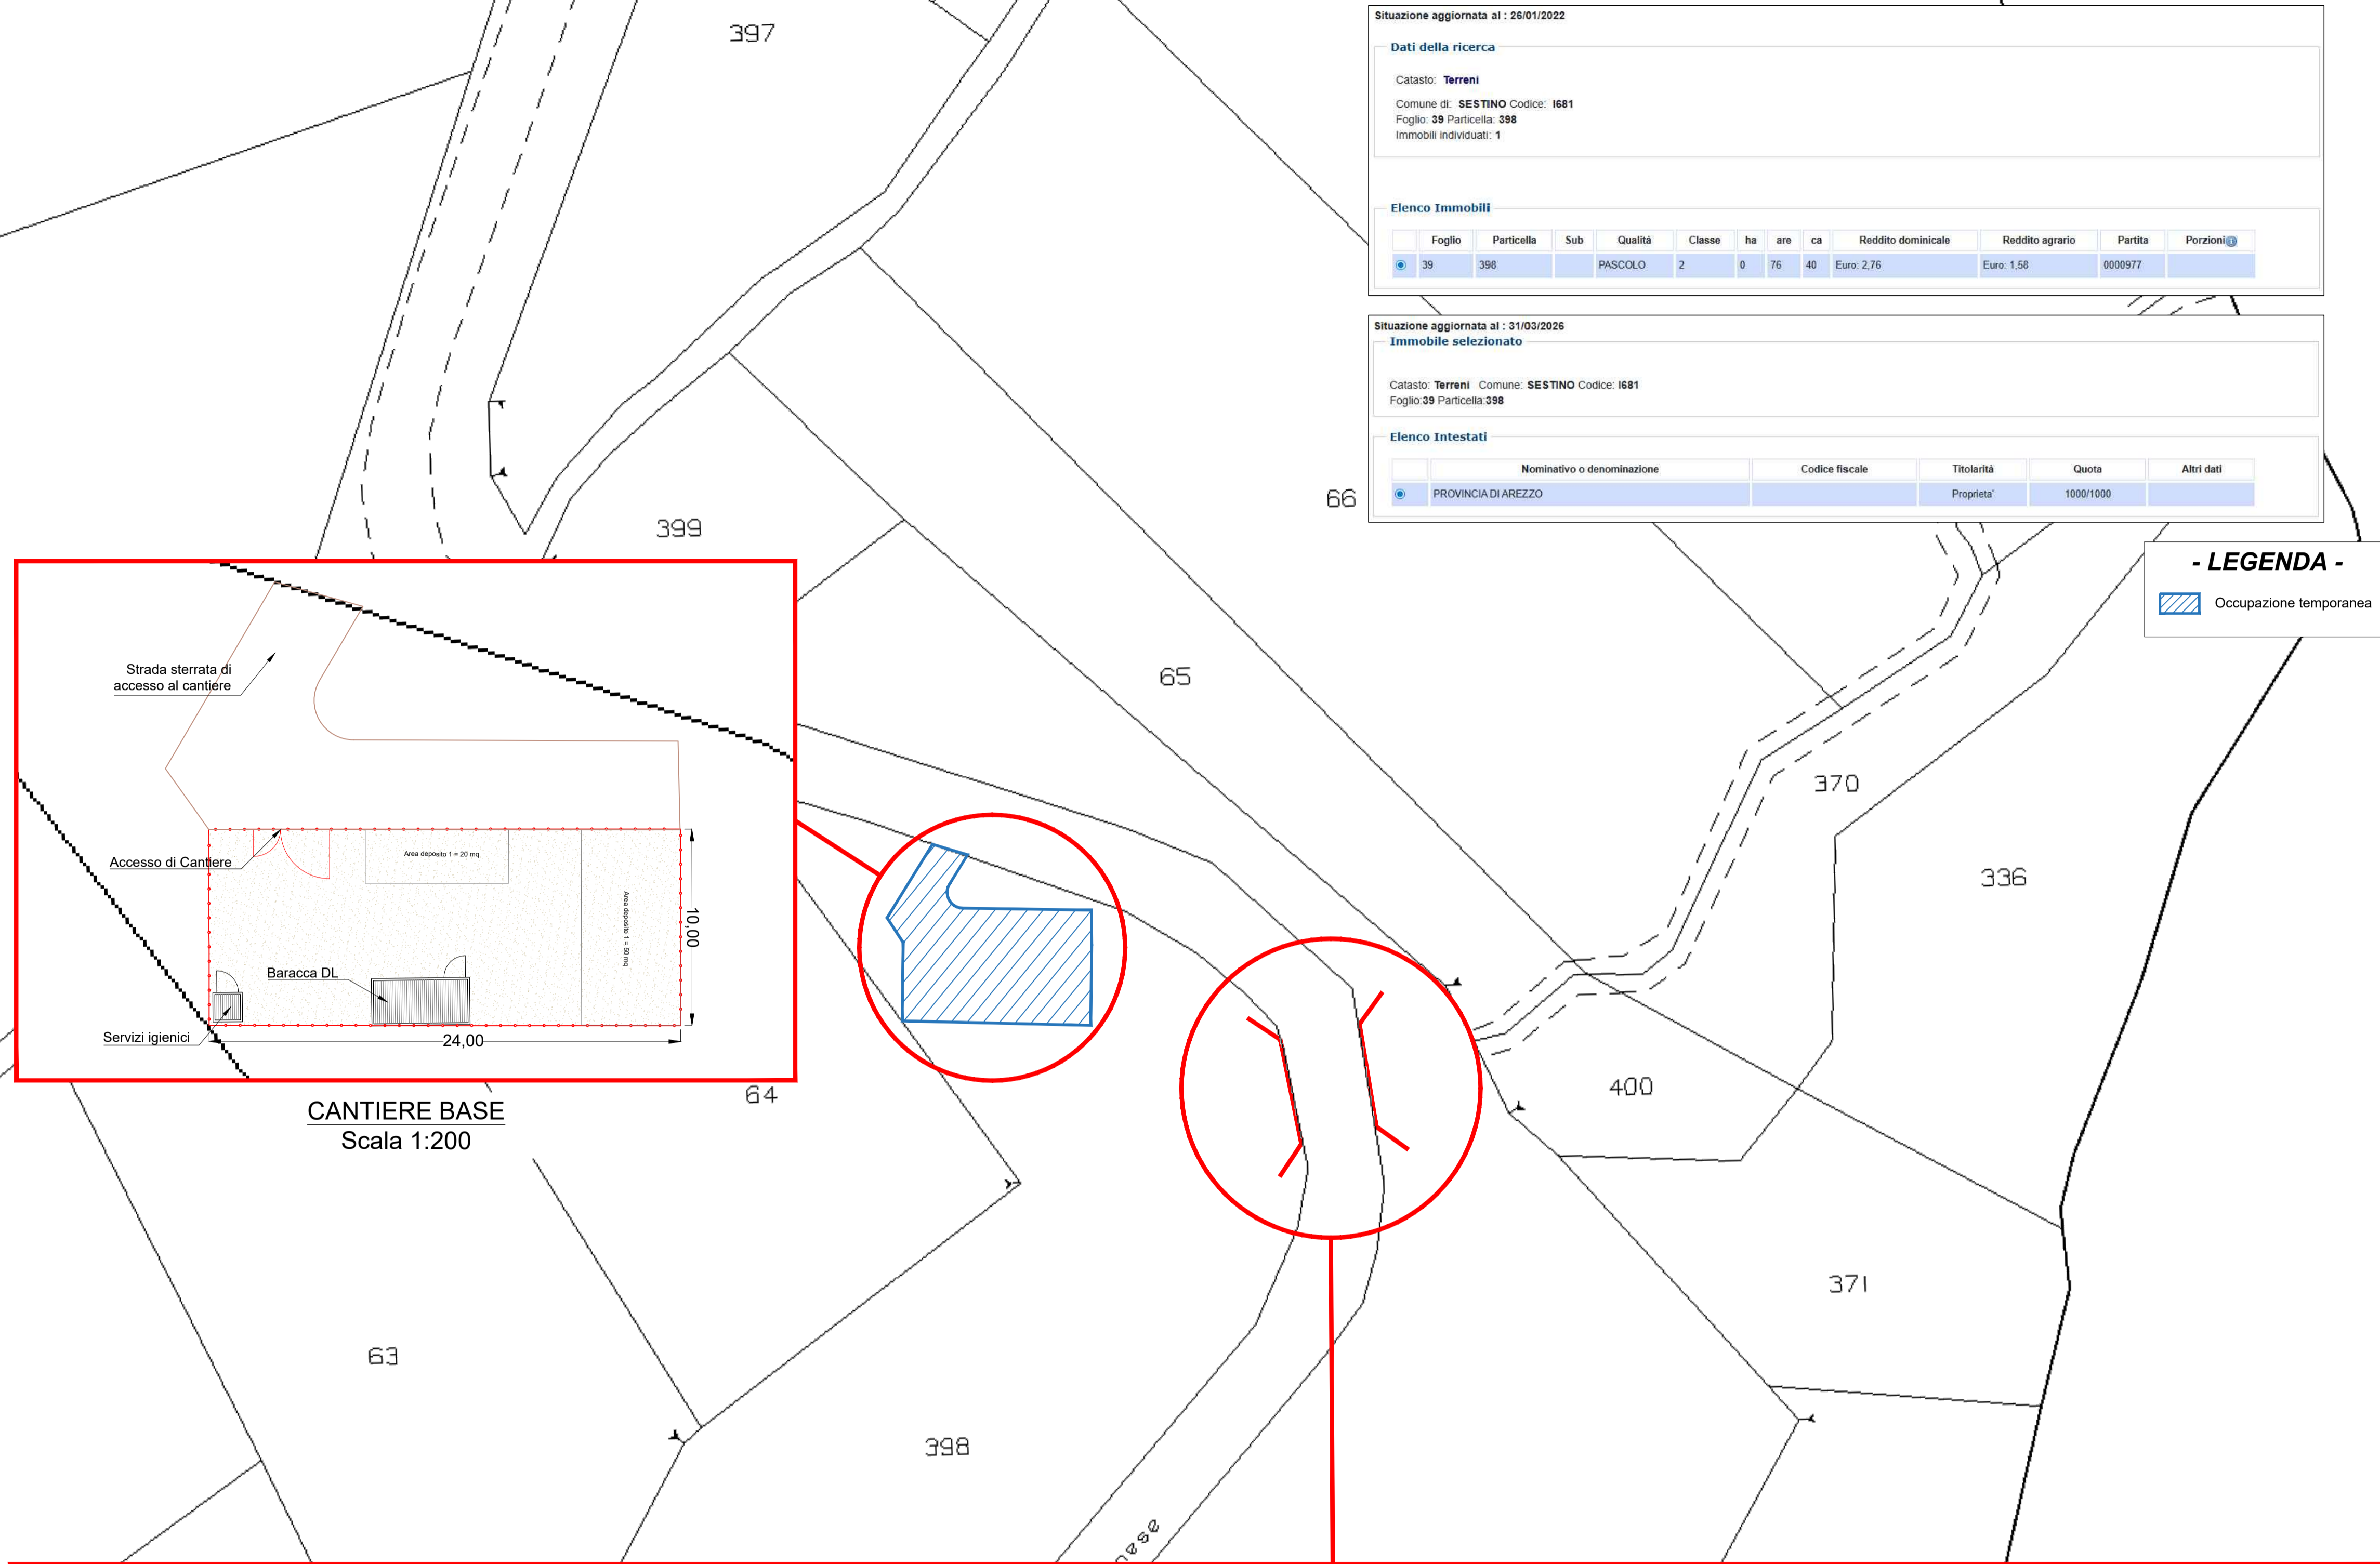 397
Situazione aggiornata al : 26/01/2022
Dati della ricerca
Catasto: Terreni
Comune di: SESTINO Codice: I681
Foglio: 39 Particella: 398
Immobili individuati: 1
Elenco Immobili
Foglio Particella Sub Qualità Classe ha are ca Reddito dominicale Reddito agrario Partita Porzioni
39 398 PASCOLO 2 0 76 40 Euro: 2,76 Euro: 1,58 0000977
Situazione aggiornata al : 31/03/2026
Immobile selezionato
Catasto: Terreni Comune: SESTINO Codice: I681
Foglio:39 Particella:398
Elenco Intestati
Nominativo o denominazione Codice fiscale Titolarità Quota Altri dati
PROVINCIA DI AREZZO Proprieta' 1000/1000
66
399
- LEGENDA -
Occupazione temporanea
Strada sterrata di
accesso al cantiere
65
370
Accesso di Cantiere
Area deposito 1 = 20 mq
336
Area deposito 1 = 50 mq
10,00
Baracca DL
Servizi igienici
24,00
64
400
CANTIERE BASE
Scala 1:200
371
63
398